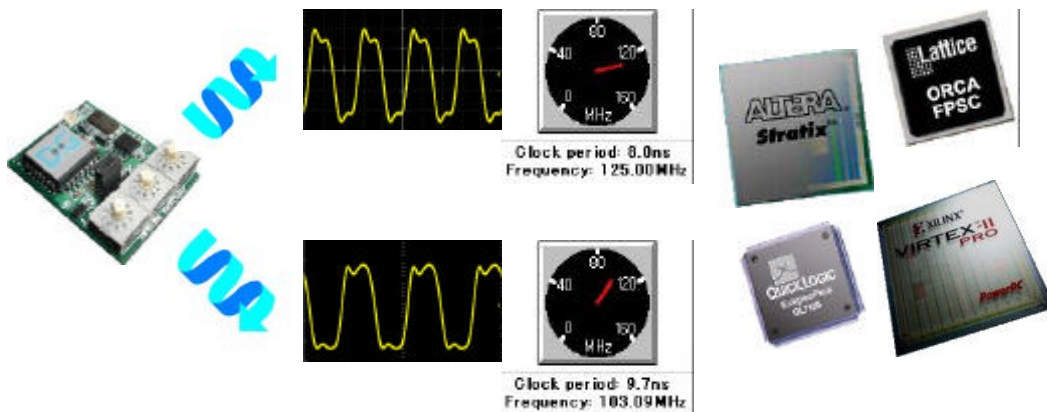 80
40
120
0
160
MHz
Clock period: 8.0ns
Frequency: 125.00MHz
80
40
120
0
160
MHz
Clock period: 9.7ns
Frequency: 103.09MHz
ALTERA
Stratix™
Lattice
ORCA
FPSC
QUICKLOGIC
XILINX®
VIRTEX-II
PRO
PowerPC